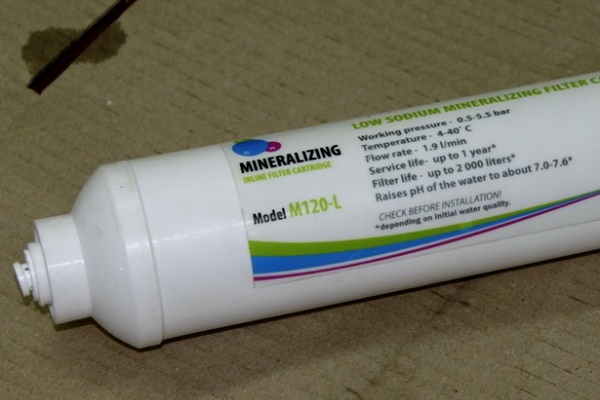 MINERALIZING
INLINE FILTER CARTRIDGE
Model M120-L
LOW SODIUM MINERALIZING FILTER
Working pressure - 0.5-5.5 bar
Temperature - 4-40° C
Flow rate - 1.9 l/min
Service life- up to 1 year*
Filter life - up to 2 000 liters*
Raises pH of the water to about 7.0-7.6*
CHECK BEFORE INSTALLATION!
*depending on initial water quality.